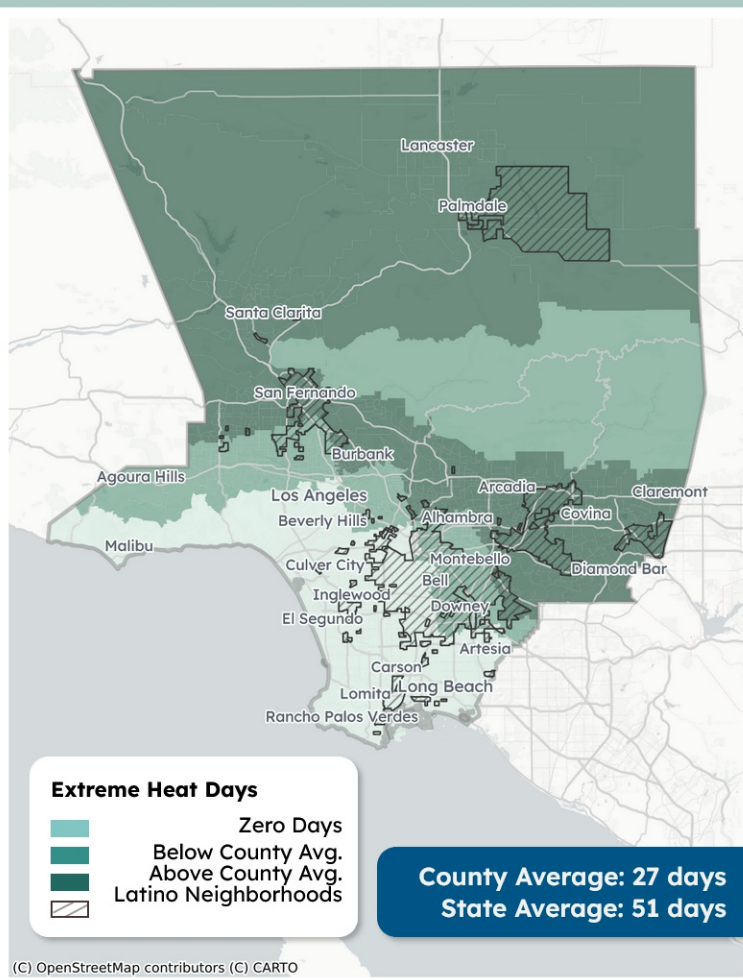 Lancaster
Palmdale
Santa Clarita
San Fernando
Burbank
Agoura Hills
Arcadia
Claremont
Los Angeles
Beverly Hills
Alhambra
Covina
Malibu
Culver City
Montebello
Diamond Bar
Bell
Inglewood
Downey
El Segundo
Artesia
Carson
Lomita
Long Beach
Rancho Palos Verdes
Extreme Heat Days
Zero Days
Below County Avg.
Above County Avg.
Latino Neighborhoods
County Average: 27 days
State Average: 51 days
(C) OpenStreetMap contributors (C) CARTO